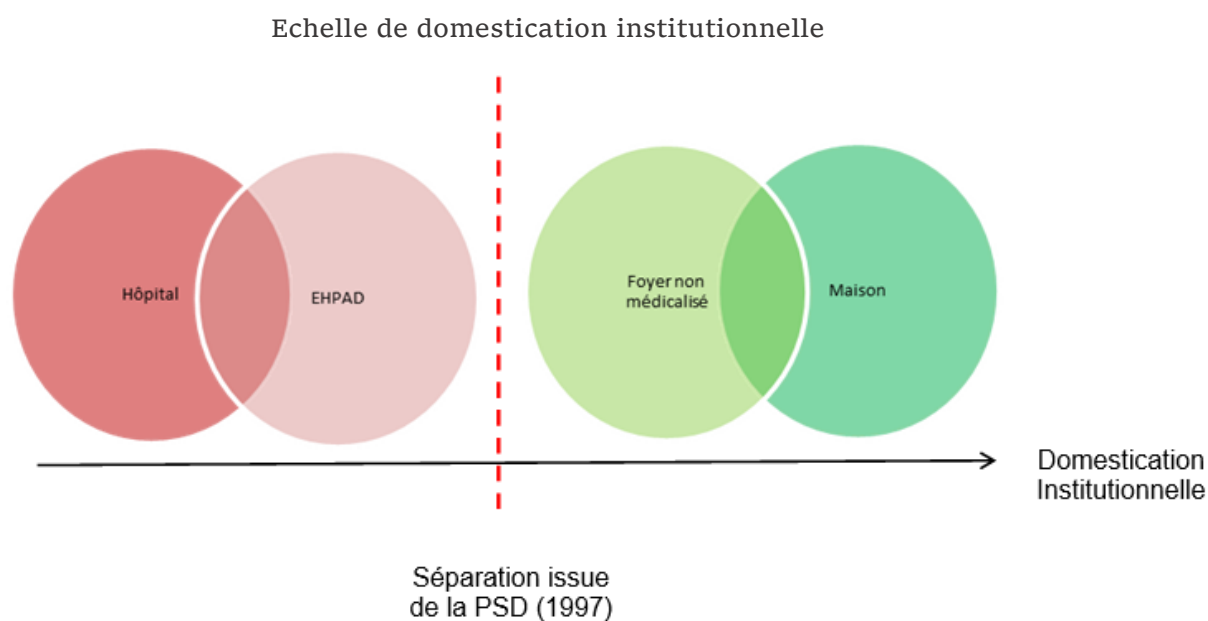 Echelle de domestication institutionnelle
Hôpital
EHPAD
Foyer non
médicalisé
Maison
Domestication
Institutionnelle
Séparation issue
de la PSD (1997)